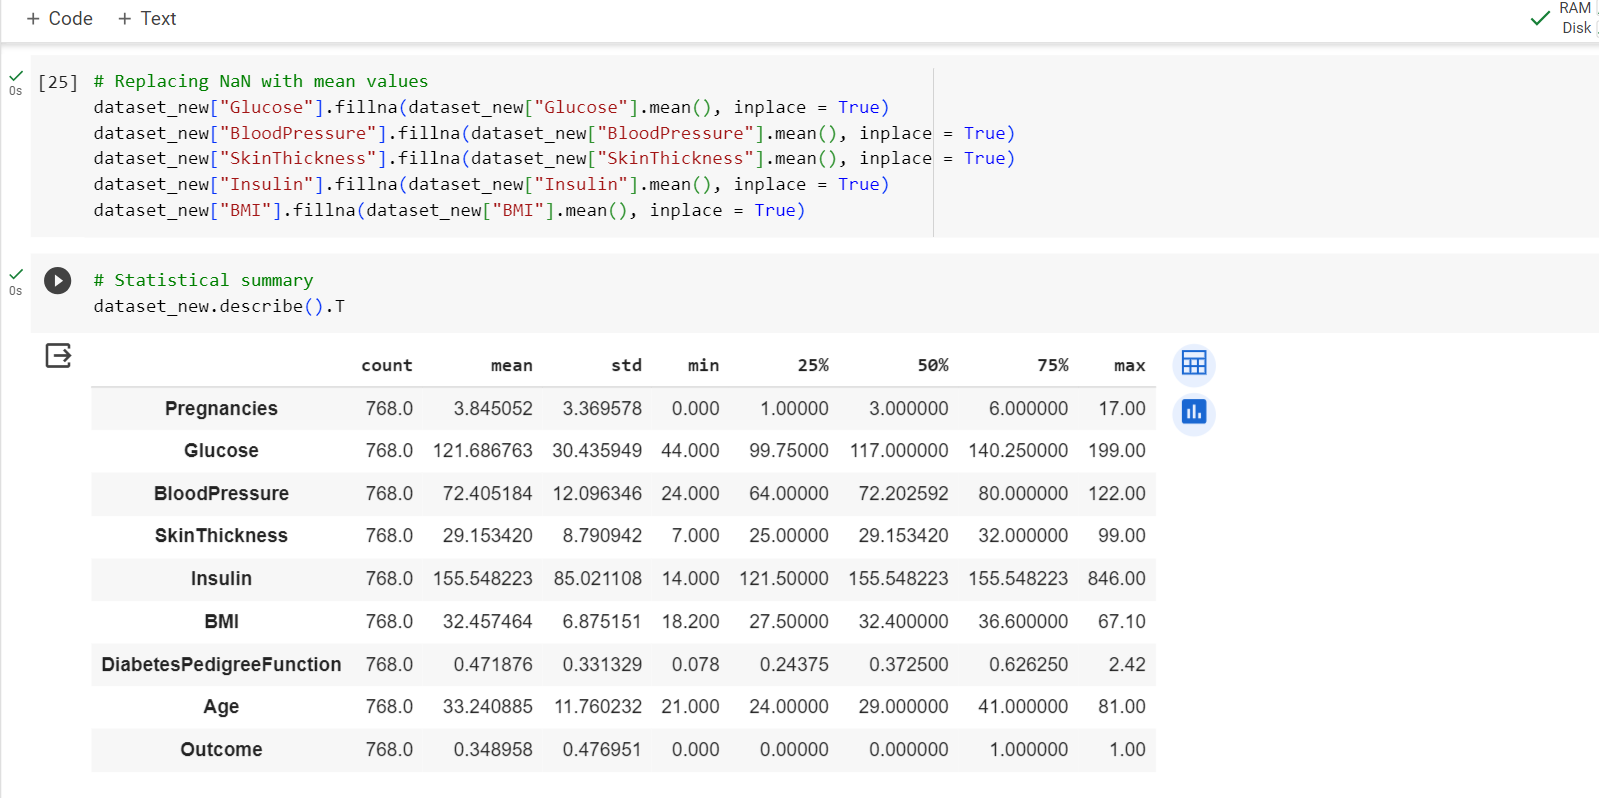 + Code + Text
RAM
Disk
[25] # Replacing NaN with mean values
0s
dataset_new["Glucose"].fillna(dataset_new["Glucose"].mean(), inplace = True)
dataset_new["BloodPressure"].fillna(dataset_new["BloodPressure"].mean(), inplace = True)
dataset_new["SkinThickness"].fillna(dataset_new["SkinThickness"].mean(), inplace = True)
dataset_new["Insulin"].fillna(dataset_new["Insulin"].mean(), inplace = True)
dataset_new["BMI"].fillna(dataset_new["BMI"].mean(), inplace = True)
# Statistical summary
0s
dataset_new.describe().T
count mean std min 25% 50% 75% max
Pregnancies 768.0 3.845052 3.369578 0.000 1.00000 3.000000 6.000000 17.00
Glucose 768.0 121.686763 30.435949 44.000 99.75000 117.000000 140.250000 199.00
BloodPressure 768.0 72.405184 12.096346 24.000 64.00000 72.202592 80.000000 122.00
SkinThickness 768.0 29.153420 8.790942 7.000 25.00000 29.153420 32.000000 99.00
Insulin 768.0 155.548223 85.021108 14.000 121.50000 155.548223 155.548223 846.00
BMI 768.0 32.457464 6.875151 18.200 27.50000 32.400000 36.600000 67.10
DiabetesPedigreeFunction 768.0 0.471876 0.331329 0.078 0.24375 0.372500 0.626250 2.42
Age 768.0 33.240885 11.760232 21.000 24.00000 29.000000 41.000000 81.00
Outcome 768.0 0.348958 0.476951 0.000 0.00000 0.000000 1.000000 1.00